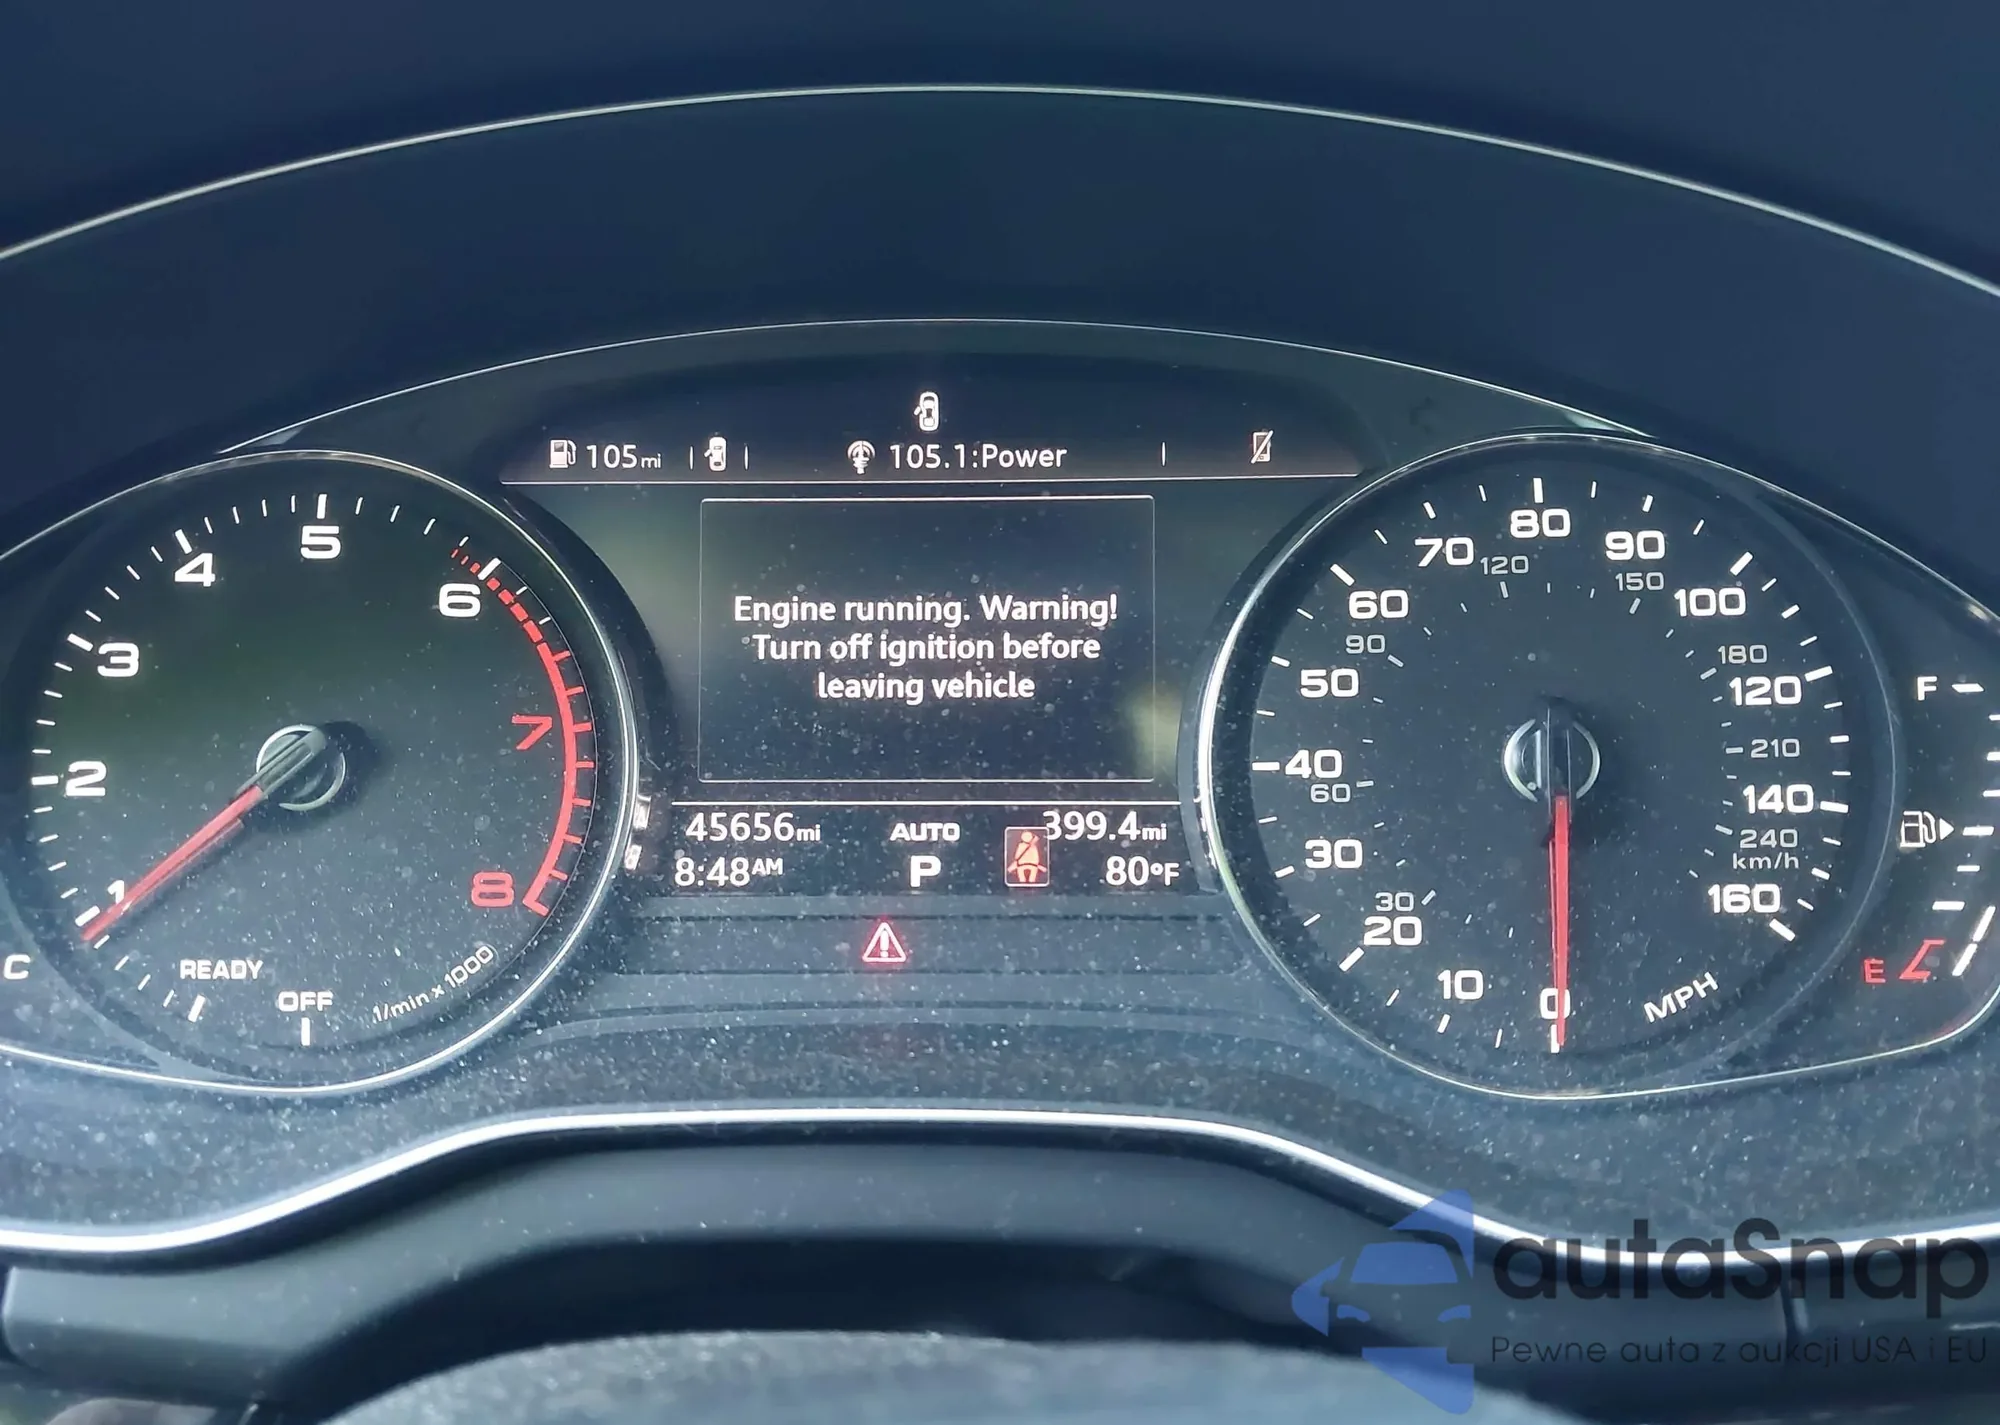 105mi
105.1:Power
Engine running. Warning!
Turn off ignition before
leaving vehicle
45656mi
AUTO
399.4mi
8:48AM
P
80°F
1
2
3
4
5
6
7
8
READY
OFF
1/min x 1000
C
0
10
20
30
40
50
60
70
80
90
100
120
140
160
MPH
30
60
90
120
150
180
210
240
km/h
F
E
autaSnap
Pewne auta z aukcji USA i EU